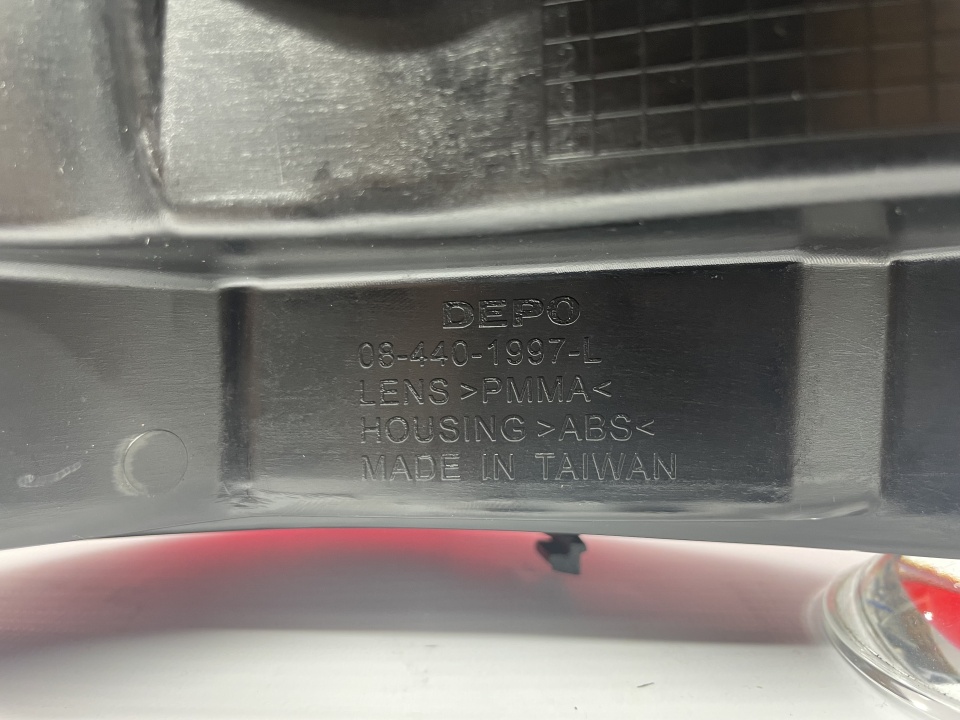 DEPO
08-440-1997-L
LENS >PMMA<
HOUSING >ABS<
MADE IN TAIWAN